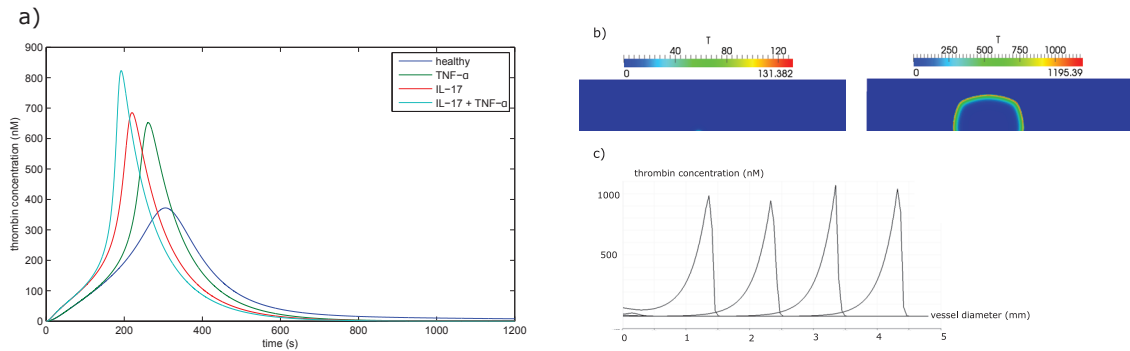 a)
900
800
700
600
500
400
300
200
100
0
0 200 400 600 800 1000 1200
thrombin concentration (nM)
time (s)
healthy
TNF-α
IL-17
IL-17 + TNF-α
b)
T
40 80 120
0 131.382
T
250 500 750 1000
0 1195.39
c)
thrombin concentration (nM)
1000
500
vessel diameter (mm)
0 1 2 3 4 5